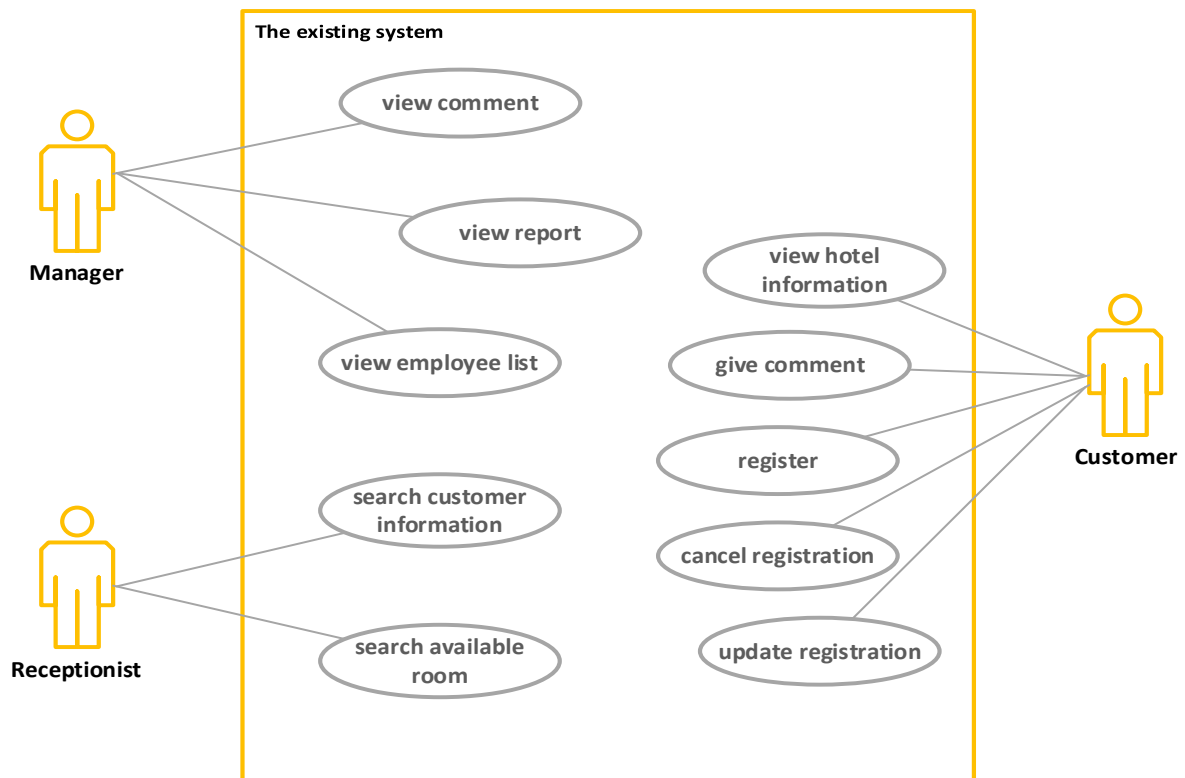 The existing system
view comment
view report
view hotel
information
Manager
view employee list
give comment
register
Customer
search customer
information
cancel registration
search available
room
update registration
Receptionist